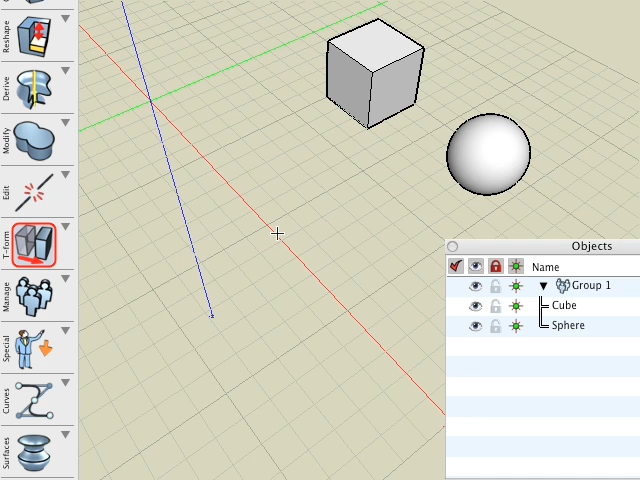 Reshape
Derive
Modify
Edit
T-form
Manage
Special
Curves
Surfaces
Objects
Name
Group 1
Cube
Sphere